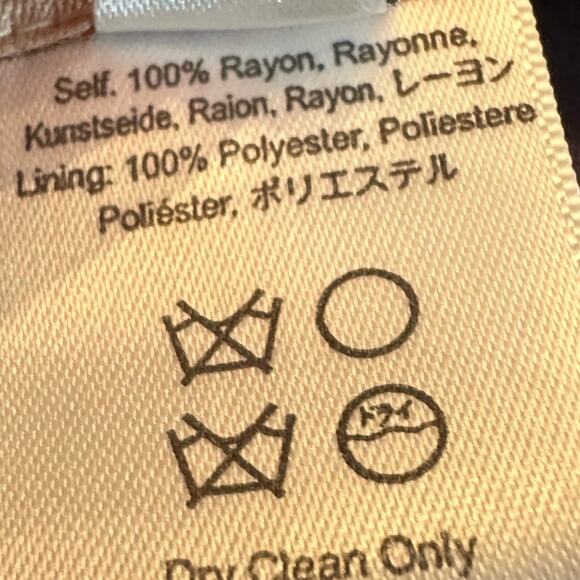 Self. 100% Rayon, Rayonne,
Kunstseide, Raion, Rayon, レーヨン
Lining: 100% Polyester, Poliestere
Poliéster, ポリエステル
ドライ
Dry Clean Only